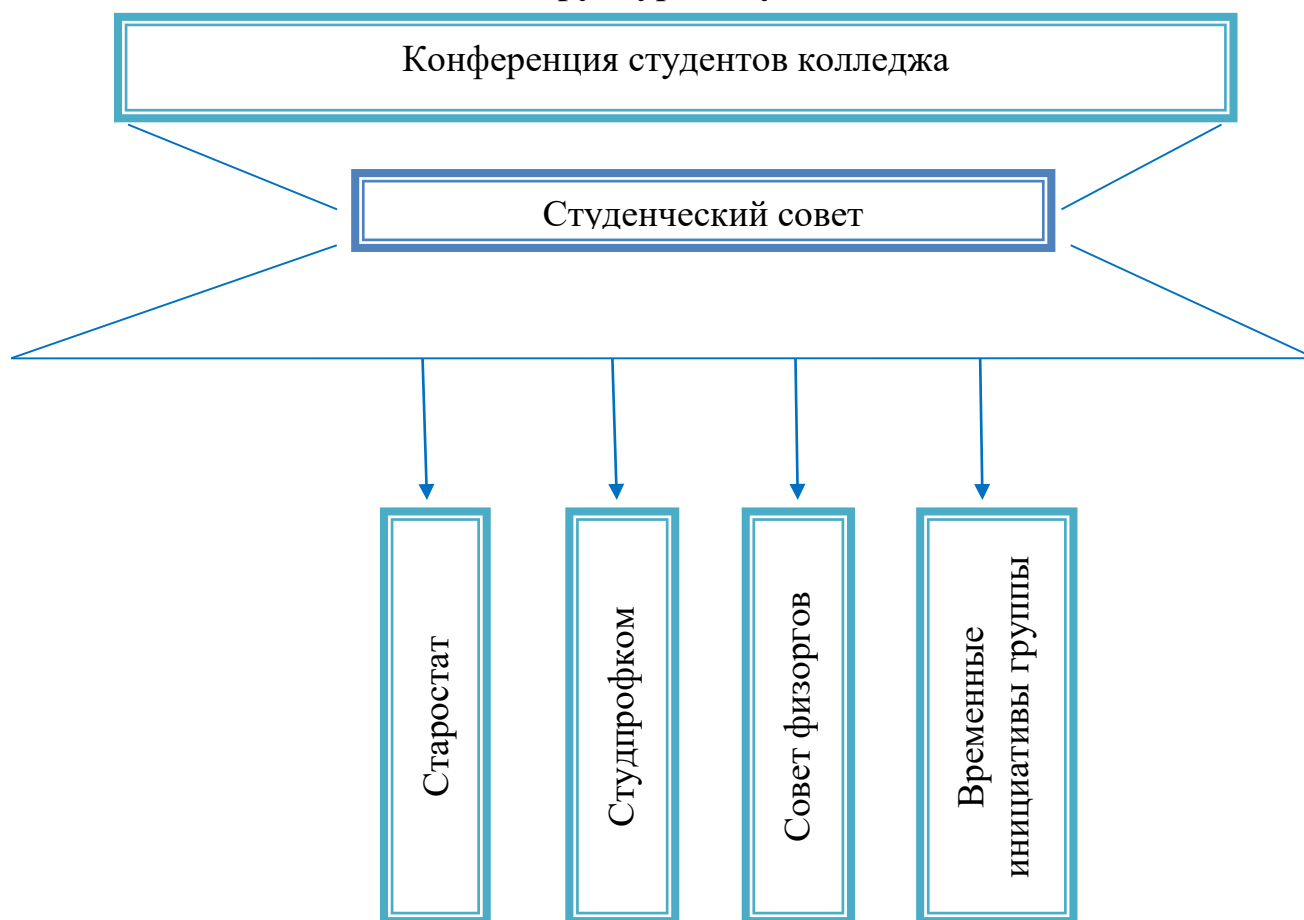 Конференция студентов колледжа
Студенческий совет
Старостат
Студпрофком
Совет физоргов
Временные
инициативы группы